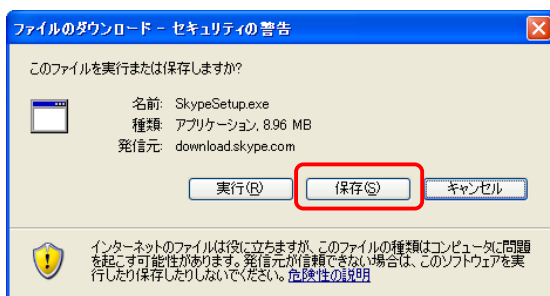 ファイルのダウンロード - セキュリティの警告
このファイルを実行または保存しますか?
名前: SkypeSetup.exe
種類: アプリケーション, 8.96 MB
発信元: download.skype.com
実行(R) 保存(S) キャンセル
インターネットのファイルは役に立ちますが、このファイルの種類はコンピュータに問題
を起こす可能性があります。発信元が信頼できない場合は、このソフトウェアを実
行したり保存したりしないでください。危険性の説明